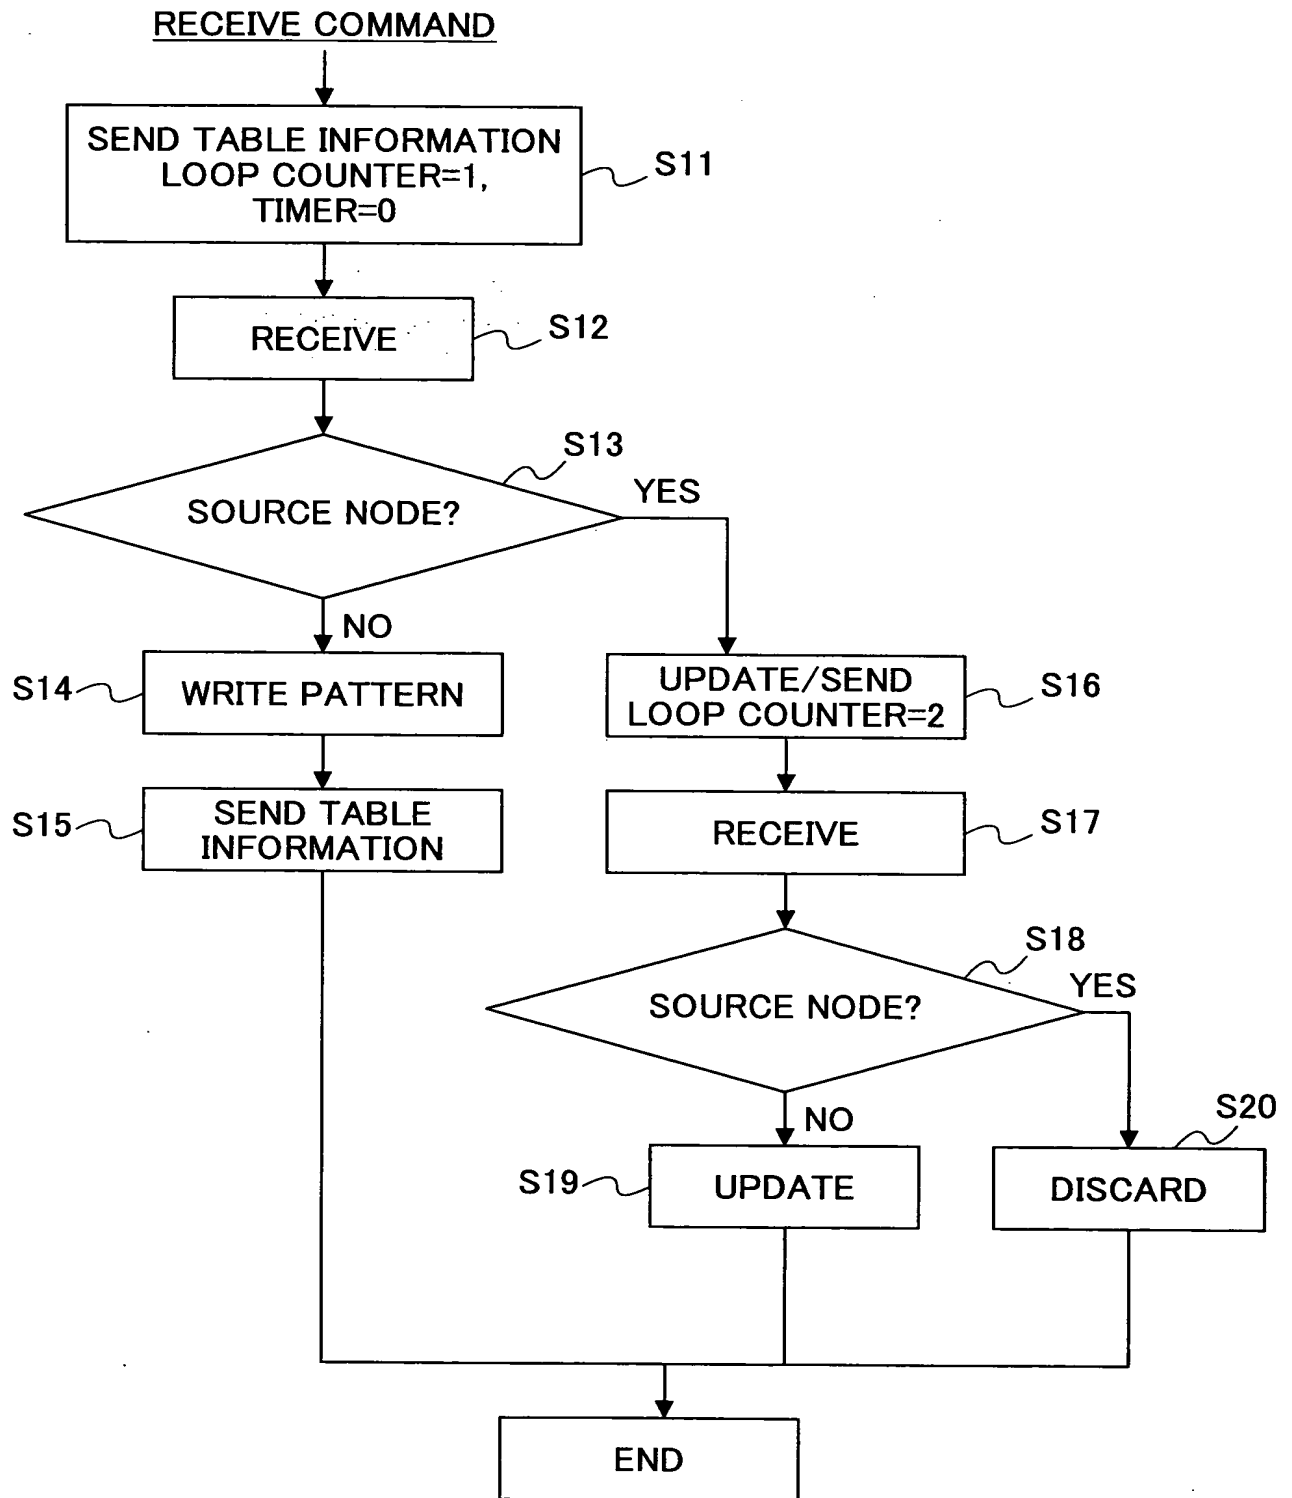 RECEIVE COMMAND
SEND TABLE INFORMATION
LOOP COUNTER=1,
TIMER=0
S11
RECEIVE
S12
SOURCE NODE?
S13
YES
NO
S14
WRITE PATTERN
S15
SEND TABLE
INFORMATION
UPDATE/SEND
LOOP COUNTER=2
S16
RECEIVE
S17
SOURCE NODE?
S18
YES
NO
S19
UPDATE
S20
DISCARD
END